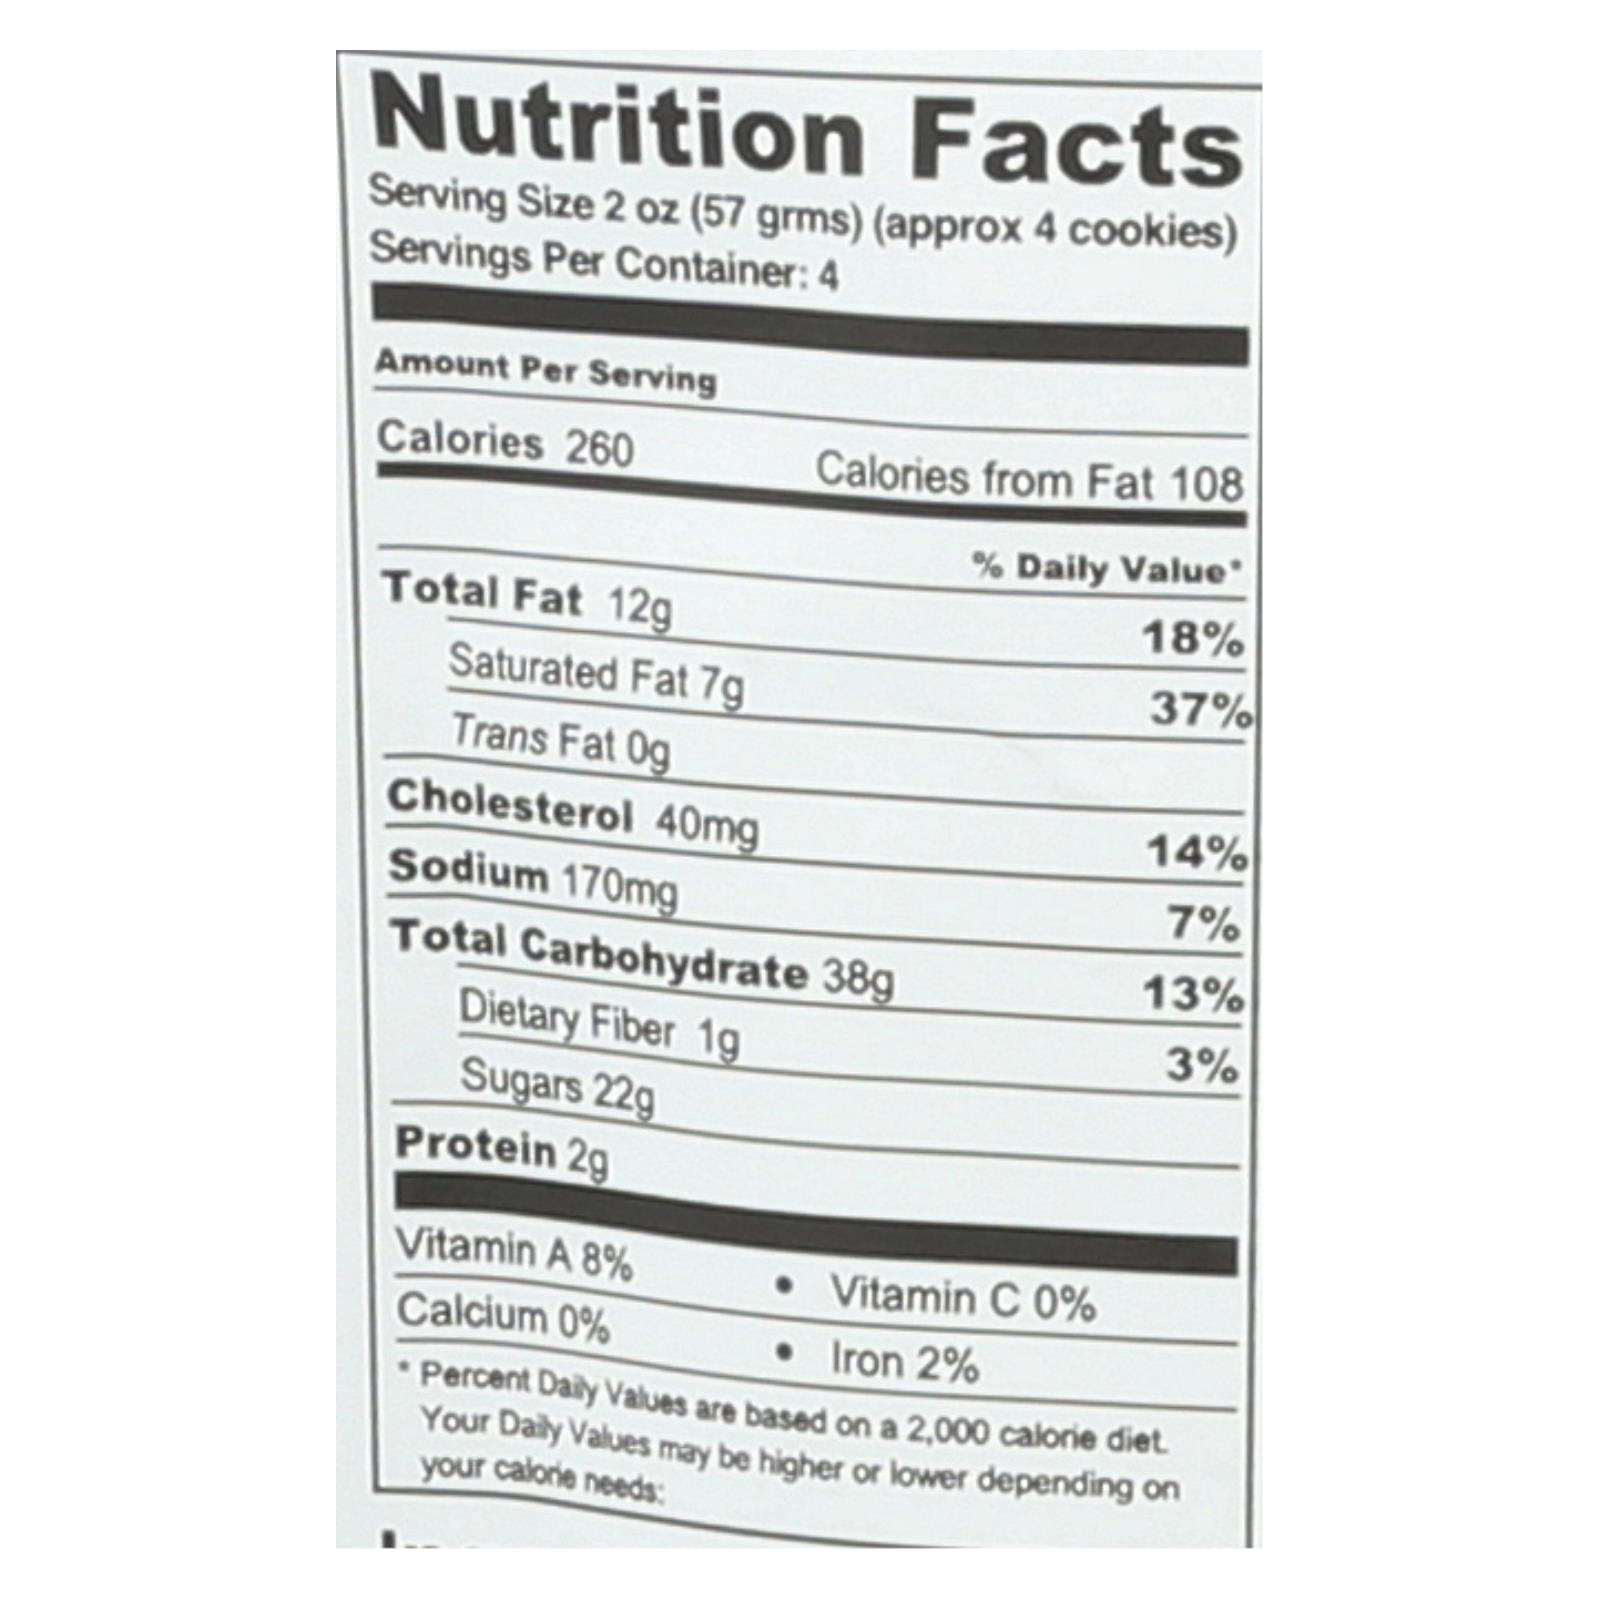 Nutrition Facts
Serving Size 2 oz (57 grms) (approx 4 cookies)
Servings Per Container: 4
Amount Per Serving
Calories 260 Calories from Fat 108
% Daily Value*
Total Fat 12g 18%
Saturated Fat 7g 37%
Trans Fat 0g
Cholesterol 40mg 14%
Sodium 170mg 7%
Total Carbohydrate 38g 13%
Dietary Fiber 1g 3%
Sugars 22g
Protein 2g
Vitamin A 8% • Vitamin C 0%
Calcium 0% • Iron 2%
* Percent Daily Values are based on a 2,000 calorie diet.
Your Daily Values may be higher or lower depending on
your calorie needs: